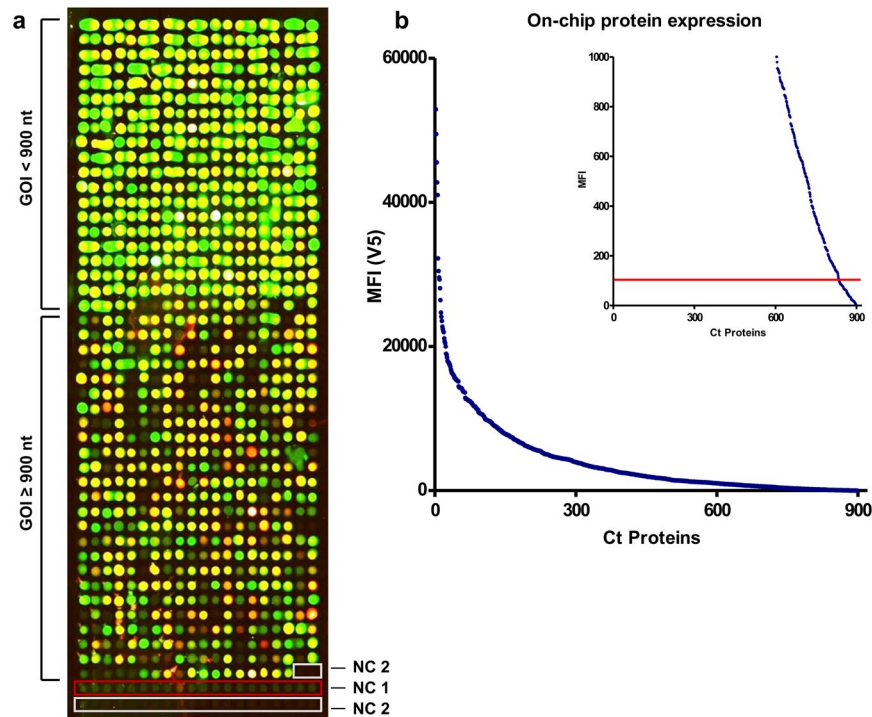 a
GOI < 900 nt
GOI ≥ 900 nt
NC 2
NC 1
NC 2
b
On-chip protein expression
60000
40000
20000
0
MFI (V5)
0
300
600
900
Ct Proteins
1000
800
600
400
200
0
MFI
0
300
600
900
Ct Proteins